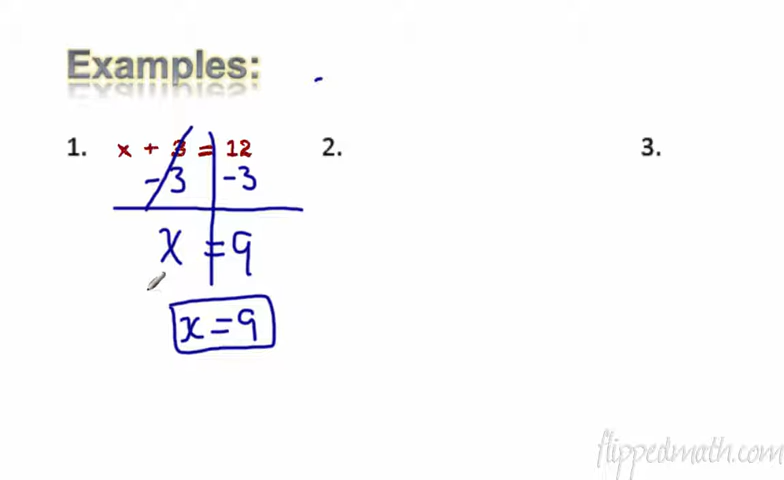 Examples:
1. x + 3 = 12
2.
3.
-3 -3
x = 9
x = 9
flippedmath.com